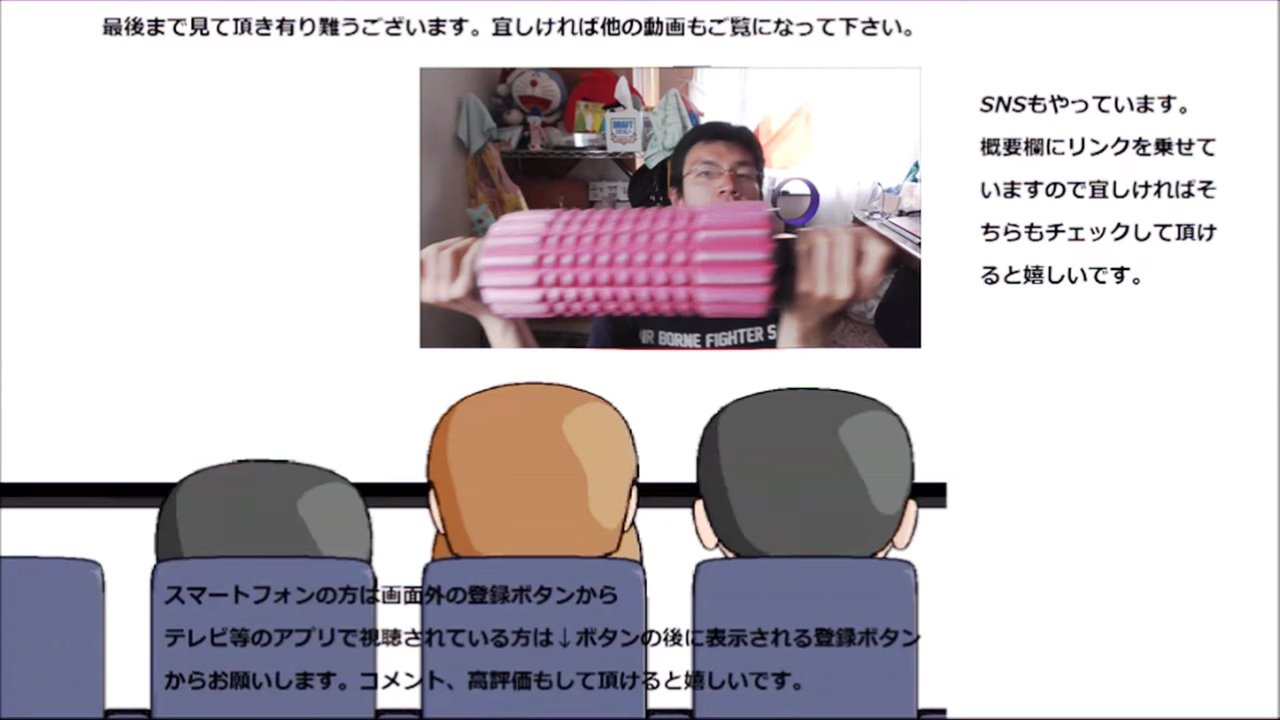 最後まで見て頂き有り難うございます。宜しければ他の動画もご覧になって下さい。
SNSもやっています。
概要欄にリンクを乗せて
いますので宜しければそ
ちらもチェックして頂け
ると嬉しいです。
DRAFT
IR BORNE FIGHTER S
スマートフォンの方は画面外の登録ボタンから
テレビ等のアプリで視聴されている方は↓ボタンの後に表示される登録ボタン
からお願いします。コメント、高評価もして頂けると嬉しいです。